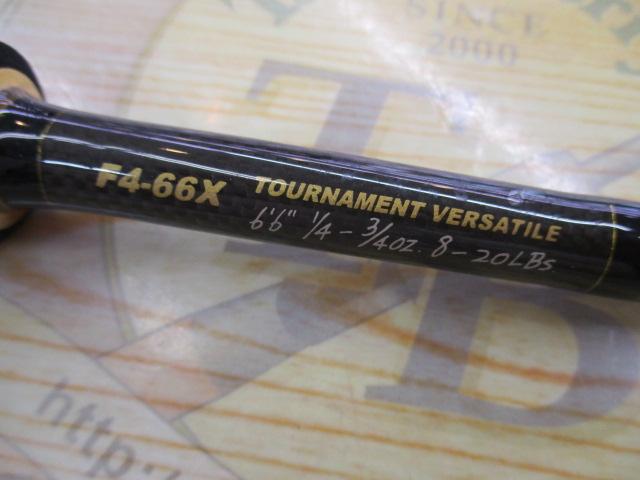 SINCE
2000
F4-66X TOURNAMENT VERSATILE
6'6" 1/4 - 3/4oz. 8-20LBS
T
B
http:/